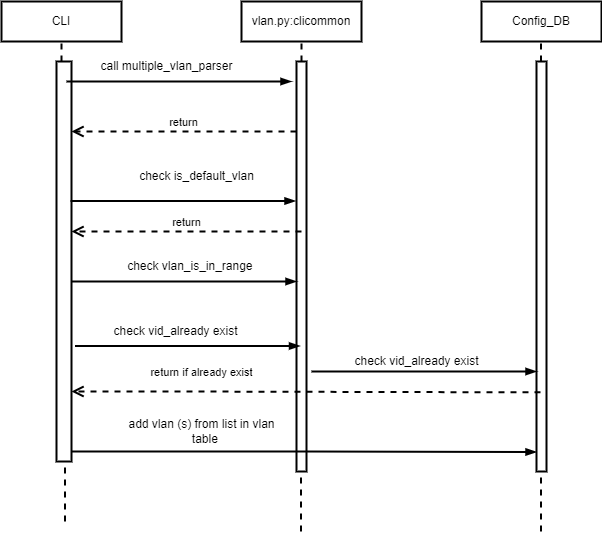 CLI
vlan.py:clicommon
Config_DB
call multiple_vlan_parser
return
check is_default_vlan
return
check vlan_is_in_range
check vid_already exist
check vid_already exist
return if already exist
add vlan (s) from list in vlan
table